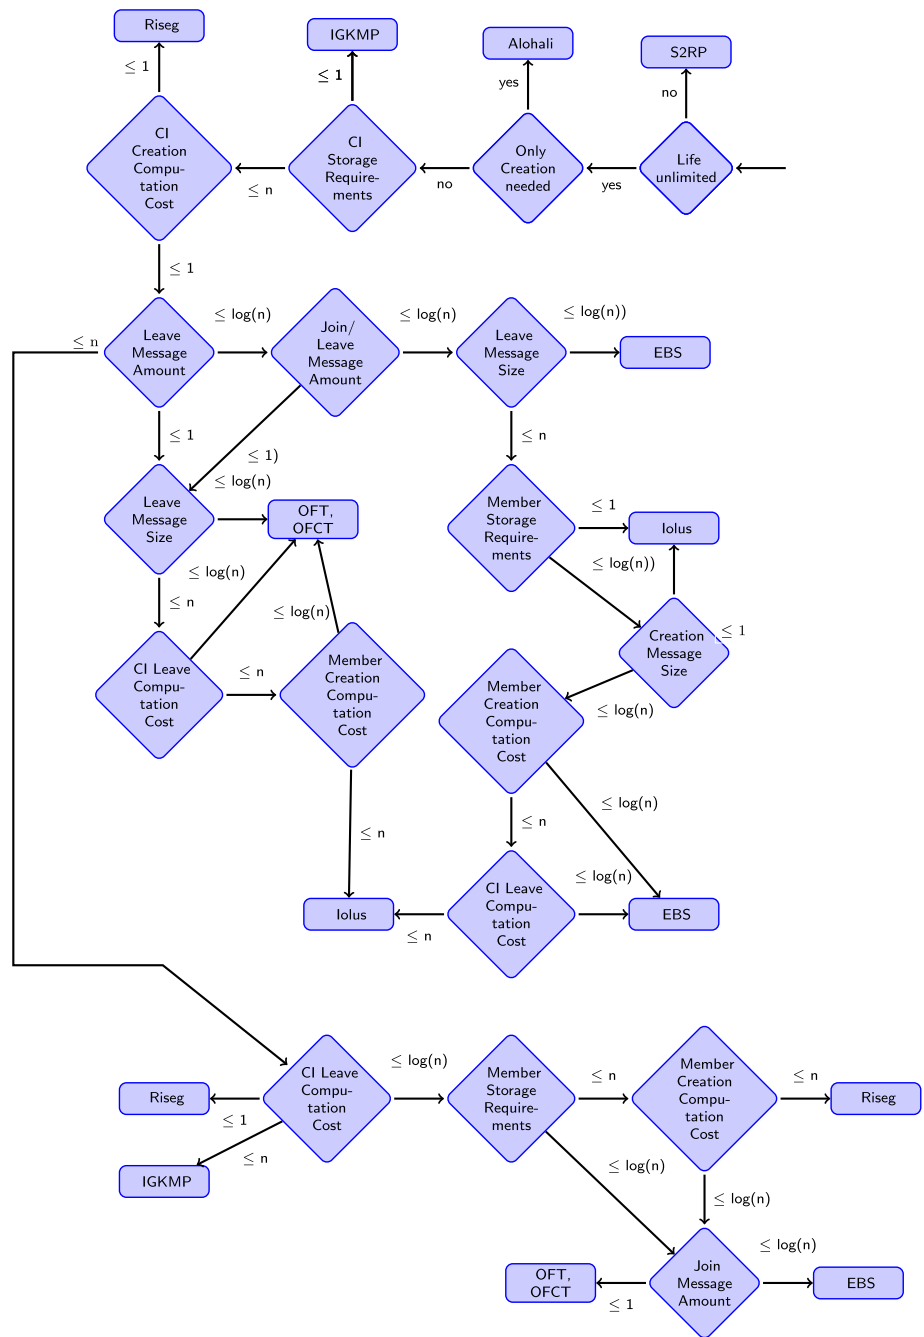 Riseg
IGKMP
Alohali
S2RP
≤ 1
≤ 1
yes
no
CI
Creation
Compu-
tation
Cost
CI
Storage
Require-
ments
Only
Creation
needed
Life
unlimited
≤ n
no
yes
≤ 1
≤ n
Leave
Message
Amount
≤ log(n)
Join/
Leave
Message
Amount
≤ log(n)
Leave
Message
Size
≤ log(n))
EBS
≤ 1
≤ 1)
≤ n
Leave
Message
Size
≤ log(n)
OFT,
OFCT
Member
Storage
Require-
ments
≤ 1
Iolus
≤ log(n))
≤ n
≤ log(n)
≤ log(n)
Creation
Message
Size
≤ 1
CI Leave
Compu-
tation
Cost
≤ n
Member
Creation
Compu-
tation
Cost
Member
Creation
Compu-
tation
Cost
≤ log(n)
≤ log(n)
≤ n
≤ n
CI Leave
Compu-
tation
Cost
≤ log(n)
Iolus
≤ n
EBS
CI Leave
Compu-
tation
Cost
≤ log(n)
Member
Storage
Require-
ments
≤ n
Member
Creation
Compu-
tation
Cost
≤ n
Riseg
Riseg
≤ 1
≤ n
IGKMP
≤ log(n)
≤ log(n)
≤ log(n)
OFT,
OFCT
≤ 1
Join
Message
Amount
EBS